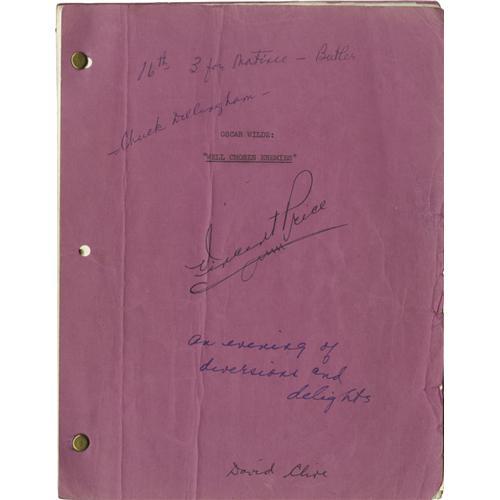 16th 3 for Matinee - Butler
- Chuck Dillingham -
OSCAR WILDE:
"WELL CHOSEN ENEMIES"
Vincent Price
an evening of
diversions and
delights
David Clive